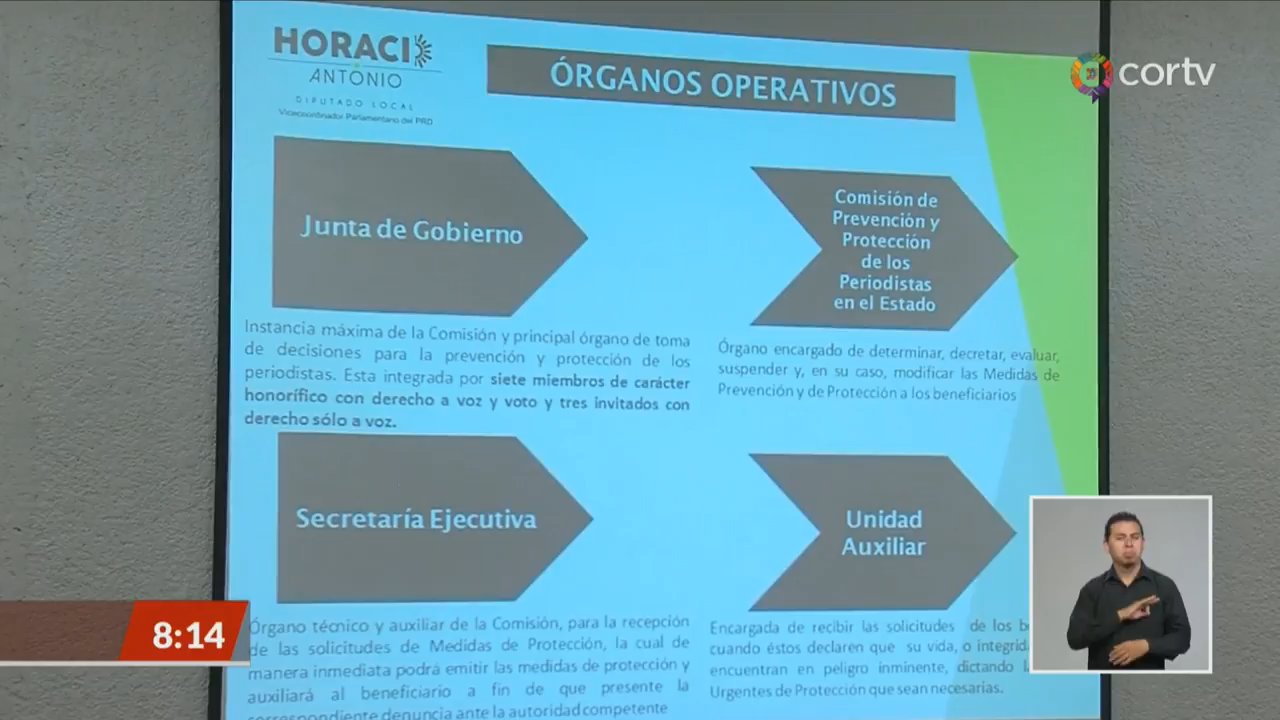 HORACI
ANTONIO
DIPUTADO LOCAL
Vicecoordinador Parlamentario del PRD
ÓRGANOS OPERATIVOS
cortv
Junta de Gobierno
Comisión de
Prevención y
Protección
de los
Periodistas
en el Estado
Instancia máxima de la Comisión y principal órgano de toma
de decisiones para la prevención y protección de los
periodistas. Esta integrada por siete miembros de carácter
honorífico con derecho a voz y voto y tres invitados con
derecho sólo a voz.
Órgano encargado de determinar, decretar, evaluar,
suspender y, en su caso, modificar las Medidas de
Prevención y de Protección a los beneficiarios
Secretaría Ejecutiva
Unidad
Auxiliar
Órgano técnico y auxiliar de la Comisión, para la recepción
de las solicitudes de Medidas de Protección, la cual de
manera inmediata podrá emitir las medidas de protección y
auxiliará al beneficiario a fin de que presente la
correspondiente denuncia ante la autoridad competente
Encargada de recibir las solicitudes de los
cuando éstos declaren que su vida, o
encuentran en peligro inminente, dictando
Urgentes de Protección que sean necesarias.
8:14